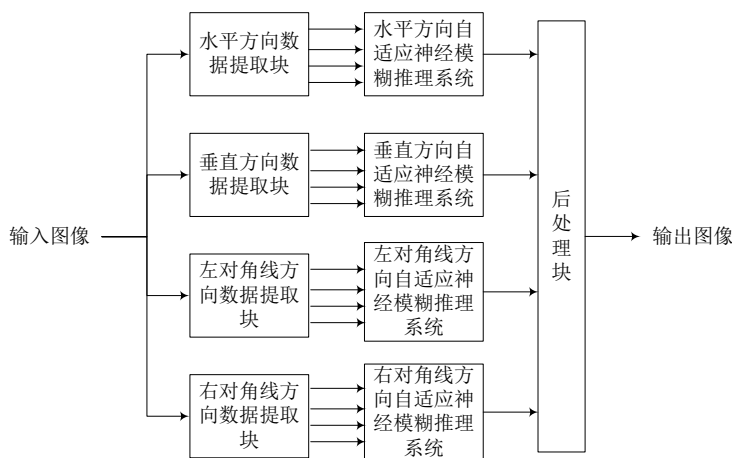 水平方向数
据提取块
水平方向自
适应神经模
糊推理系统
垂直方向数
据提取块
垂直方向自
适应神经模
糊推理系统
输入图像
后
处
理
块
输出图像
左对角线方
向数据提取
块
左对角线方
向自适应神
经模糊推理
系统
右对角线方
向数据提取
块
右对角线方
向自适应神
经模糊推理
系统